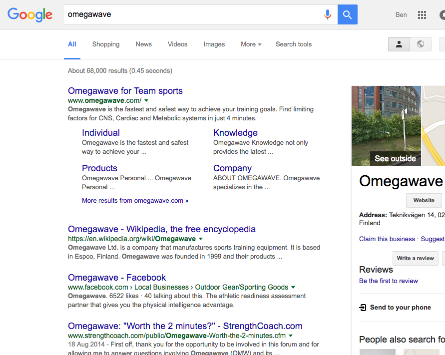 Google omegawave Ben
All Shopping News Videos Images More Search tools
About 68,000 results (0.45 seconds)
Omegawave for Team sports
www.omegawave.com/
Omegawave is the fastest and safest way to achieve your training goals. Find limiting
factors for CNS, Cardiac and Metabolic systems in just 4 minutes.
Individual
Omegawave is the fastest and safest
way to achieve your ...
Knowledge
Omegawave Knowledge not only
provides the latest ...
Products
Omegawave Personal ... Omegawave
Personal ...
Company
ABOUT OMEGAWAVE. Omegawave
specializes in the ...
More results from omegawave.com »
Omegawave - Wikipedia, the free encyclopedia
https://en.wikipedia.org/wiki/Omegawave
Omegawave Ltd. is a company that manufactures sports training equipment. It is based
in Espoo, Finland. Omegawave was founded in 1999 and their products ...
Omegawave - Facebook
www.facebook.com › Local Businesses › Outdoor Gear/Sporting Goods
Omegawave. 6522 likes · 40 talking about this. The athletic readiness assessment
partner that gives you the physical intelligence advantage.
Omegawave: "Worth the 2 minutes?" - StrengthCoach.com
www.strengthcoach.com/public/Omegawave-Worth-the-2-minutes.cfm
18 Aug 2014 - First off, thank you for the opportunity to be involved in this forum and for
allowing me to answer questions involving Omegawave (OMW) and its
See outside
Omegawave
Website
Address: Teknikvägen 14, 02
Finland
Claim this business · Suggest
Write a review
Reviews
Be the first to review
Send to your phone
People also search fo